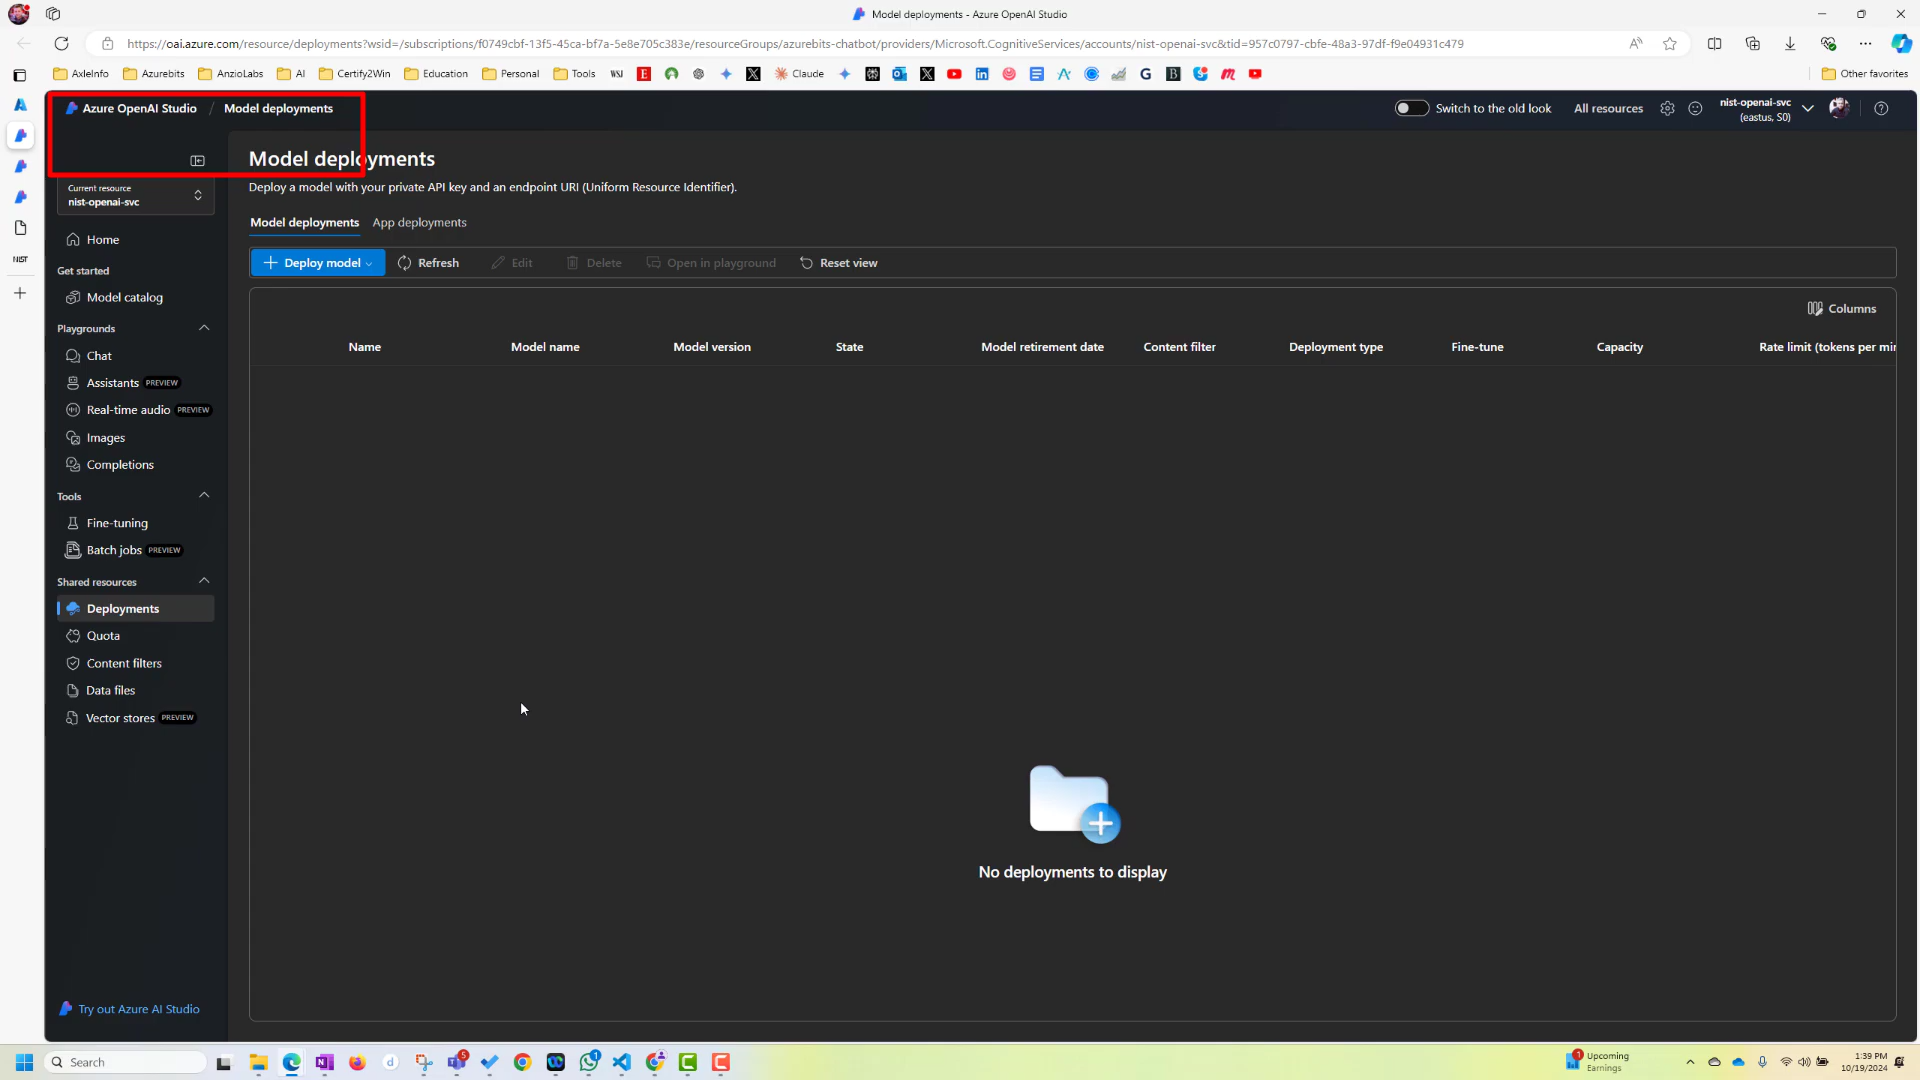 Model deployments - Azure OpenAI Studio
https://oai.azure.com/resource/deployments?wsid=/subscriptions/f0749cbf-13f5-45ca-bf7a-5e8e705c383e/resourceGroups/azurebits-chatbot/providers/Microsoft.CognitiveServices/accounts/nist-openai-svc&tid=957c0797-cbfe-48a3-97df-f9e04931c479
AxleInfo Azurebits AnzioLabs AI Certify2Win Education Personal Tools WSJ Claude Other favorites
Azure OpenAI Studio / Model deployments
Switch to the old look All resources nist-openai-svc
(eastus, S0)
Model deployments
Deploy a model with your private API key and an endpoint URI (Uniform Resource Identifier).
Current resource
nist-openai-svc
Model deployments App deployments
Deploy model Refresh Edit Delete Open in playground Reset view
Home
Get started
Model catalog
Playgrounds
Chat
Assistants PREVIEW
Real-time audio PREVIEW
Images
Completions
Tools
Fine-tuning
Batch jobs PREVIEW
Shared resources
Deployments
Quota
Content filters
Data files
Vector stores PREVIEW
Try out Azure AI Studio
NIST
Columns
Name Model name Model version State Model retirement date Content filter Deployment type Fine-tune Capacity Rate limit (tokens per mi
No deployments to display
Search
5
1
1
Upcoming
Earnings
1:39 PM
10/19/2024